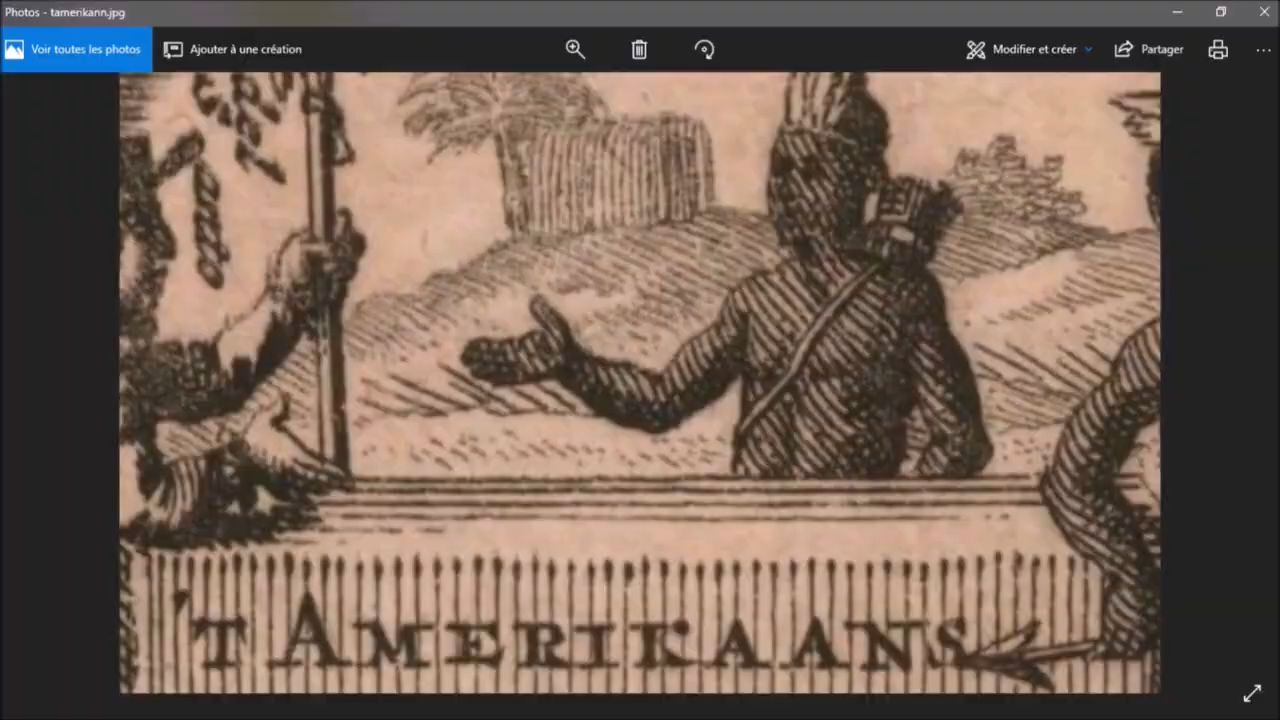 Photos - tamerikann.jpg
Voir toutes les photos
Ajouter à une création
Modifier et créer
Partager
'T AMERIKAANS